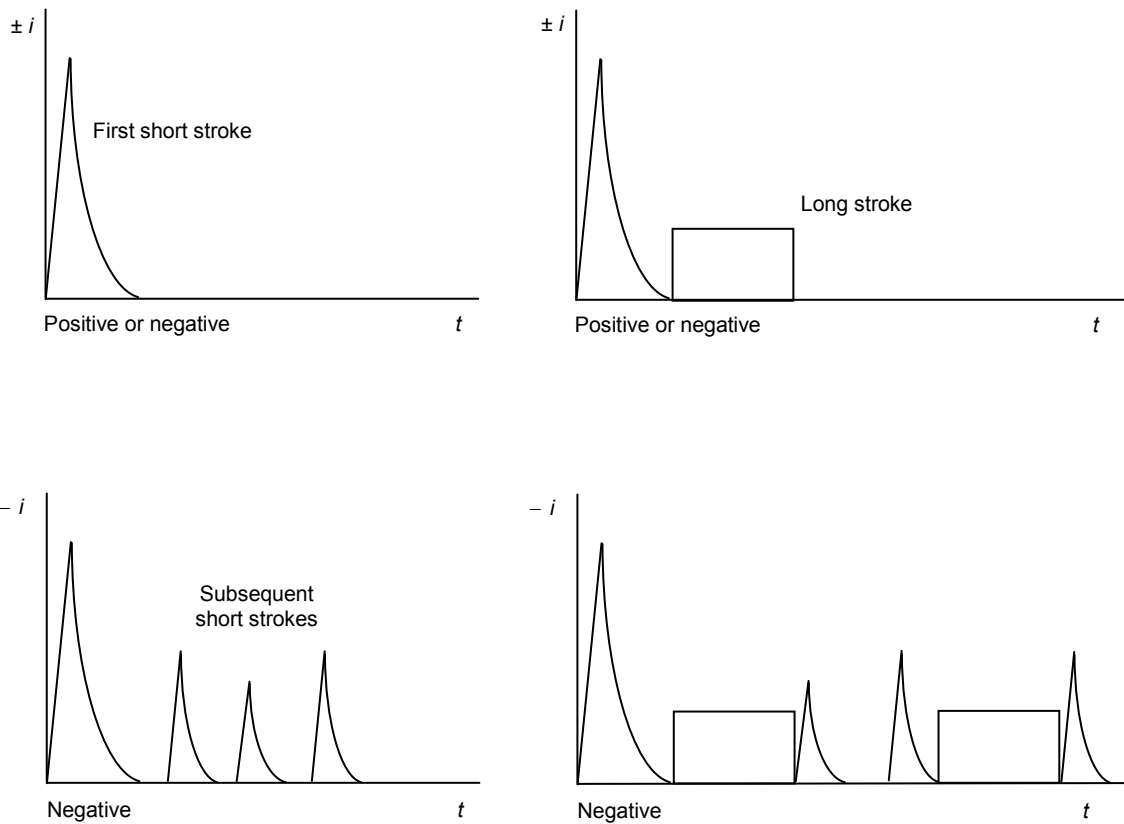 ± i
First short stroke
Positive or negative
t
± i
Long stroke
Positive or negative
t
– i
Subsequent
short strokes
Negative
t
– i
Negative
t